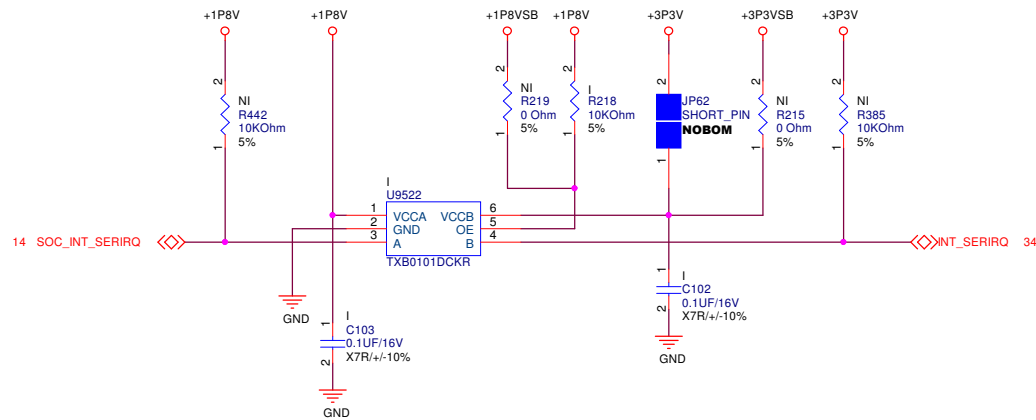 +1P8V
+1P8V
+1P8VSB
+1P8V
+3P3V
+3P3VSB
+3P3V
2
NI
R442
10KOhm
5%
1
2
NI
R219
0 Ohm
5%
1
2
I
R218
10KOhm
5%
1
2
JP62
SHORT_PIN
NOBOM
1
2
NI
R215
0 Ohm
5%
1
2
NI
R385
10KOhm
5%
1
I
U9522
1 VCCA VCCB 6
2 GND OE 5
3 A B 4
TXB0101DCKR
14 SOC_INT_SERIRQ
INT_SERIRQ 34
GND
1
I
C103
0.1UF/16V
X7R/+/-10%
2
GND
1
I
C102
0.1UF/16V
X7R/+/-10%
2
GND